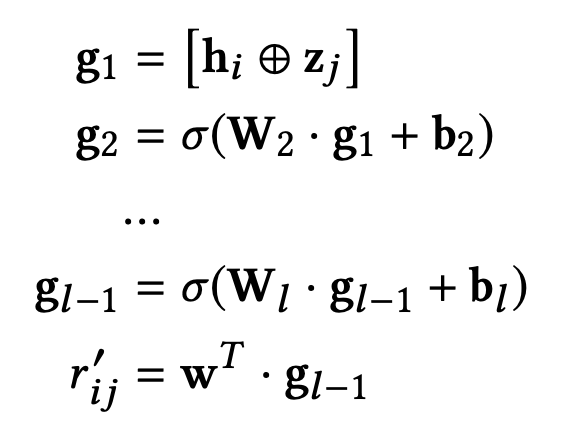 g₁ = [hᵢ ⊕ zⱼ]
g₂ = σ(W₂ · g₁ + b₂)
...
gₗ₋₁ = σ(Wₗ · gₗ₋₁ + bₗ)
r′ᵢⱼ = wᵀ · gₗ₋₁